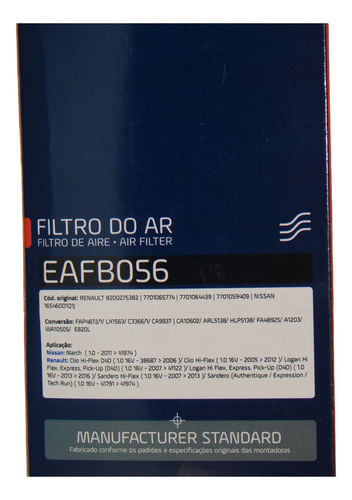 FILTRO DO AR
FILTRO DE AIRE • AIR FILTER
EAFB056
Cód. original: RENAULT 8200275382 | 7701065774 | 7701064439 | 7701059409 | NISSAN
16546001Q1J
Conversão: FAP4872/1/ LX1563/ C3366/1/ CA9937 / CA10602/ ARL5138/ HLP5138/ FA4892S/ A1203/
WA10505/ E820L
Aplicação:
Nissan: March ( 1.0 - 2011 > 41974 )
Renault: Clio Hi-Flex D4D ( 1.0 16V - 38687 > 2006 )/ Clio Hi-Flex ( 1.0 16V - 2005 > 2012 )/ Logan Hi
Flex, Express, Pick-Up (D4D) ( 1.0 16V - 2007 > 41122 )/ Logan Hi Flex, Express, Pick-Up (D4D) ( 1.0
16V - 2013 > 2016 )/ Sandero Hi-Flex ( 1.0 16V - 2007 > 2013 )/ Sandero (Authentique / Expression /
Tech Run) ( 1.0 16V - 41791 > 41974 )
MANUFACTURER STANDARD
Fabricado conforme os padrões e especificações originais das montadoras